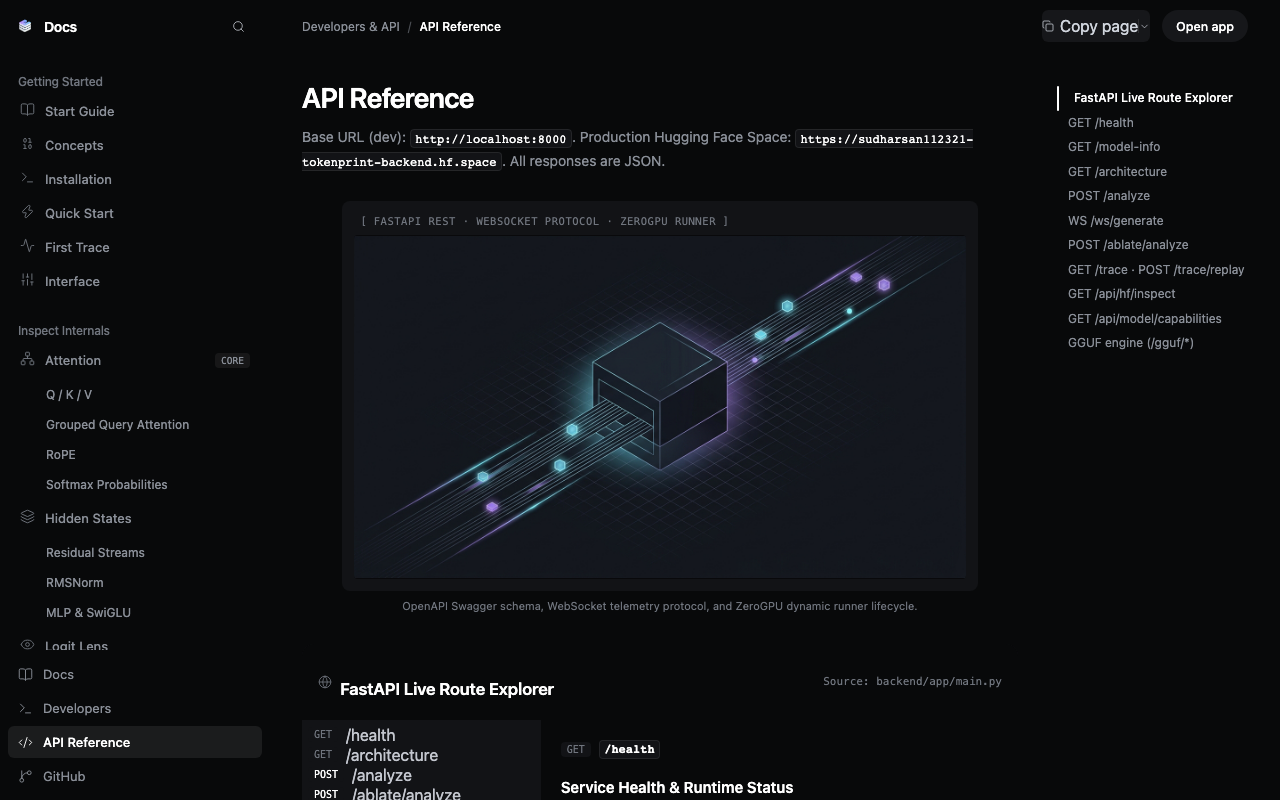 Docs
Developers & API / API Reference
Copy page
Open app
Getting Started
Start Guide
Concepts
Installation
Quick Start
First Trace
Interface
Inspect Internals
Attention CORE
Q / K / V
Grouped Query Attention
RoPE
Softmax Probabilities
Hidden States
Residual Streams
RMSNorm
MLP & SwiGLU
Logit Lens
Docs
Developers
API Reference
GitHub
API Reference
Base URL (dev): http://localhost:8000. Production Hugging Face Space: https://sudharsan112321-
tokenprint-backend.hf.space. All responses are JSON.
[ FASTAPI REST · WEBSOCKET PROTOCOL · ZEROGPU RUNNER ]
OpenAPI Swagger schema, WebSocket telemetry protocol, and ZeroGPU dynamic runner lifecycle.
FastAPI Live Route Explorer
Source: backend/app/main.py
GET /health
GET /architecture
POST /analyze
POST /ablate/analyze
GET /health
Service Health & Runtime Status
FastAPI Live Route Explorer
GET /health
GET /model-info
GET /architecture
POST /analyze
WS /ws/generate
POST /ablate/analyze
GET /trace · POST /trace/replay
GET /api/hf/inspect
GET /api/model/capabilities
GGUF engine (/gguf/*)